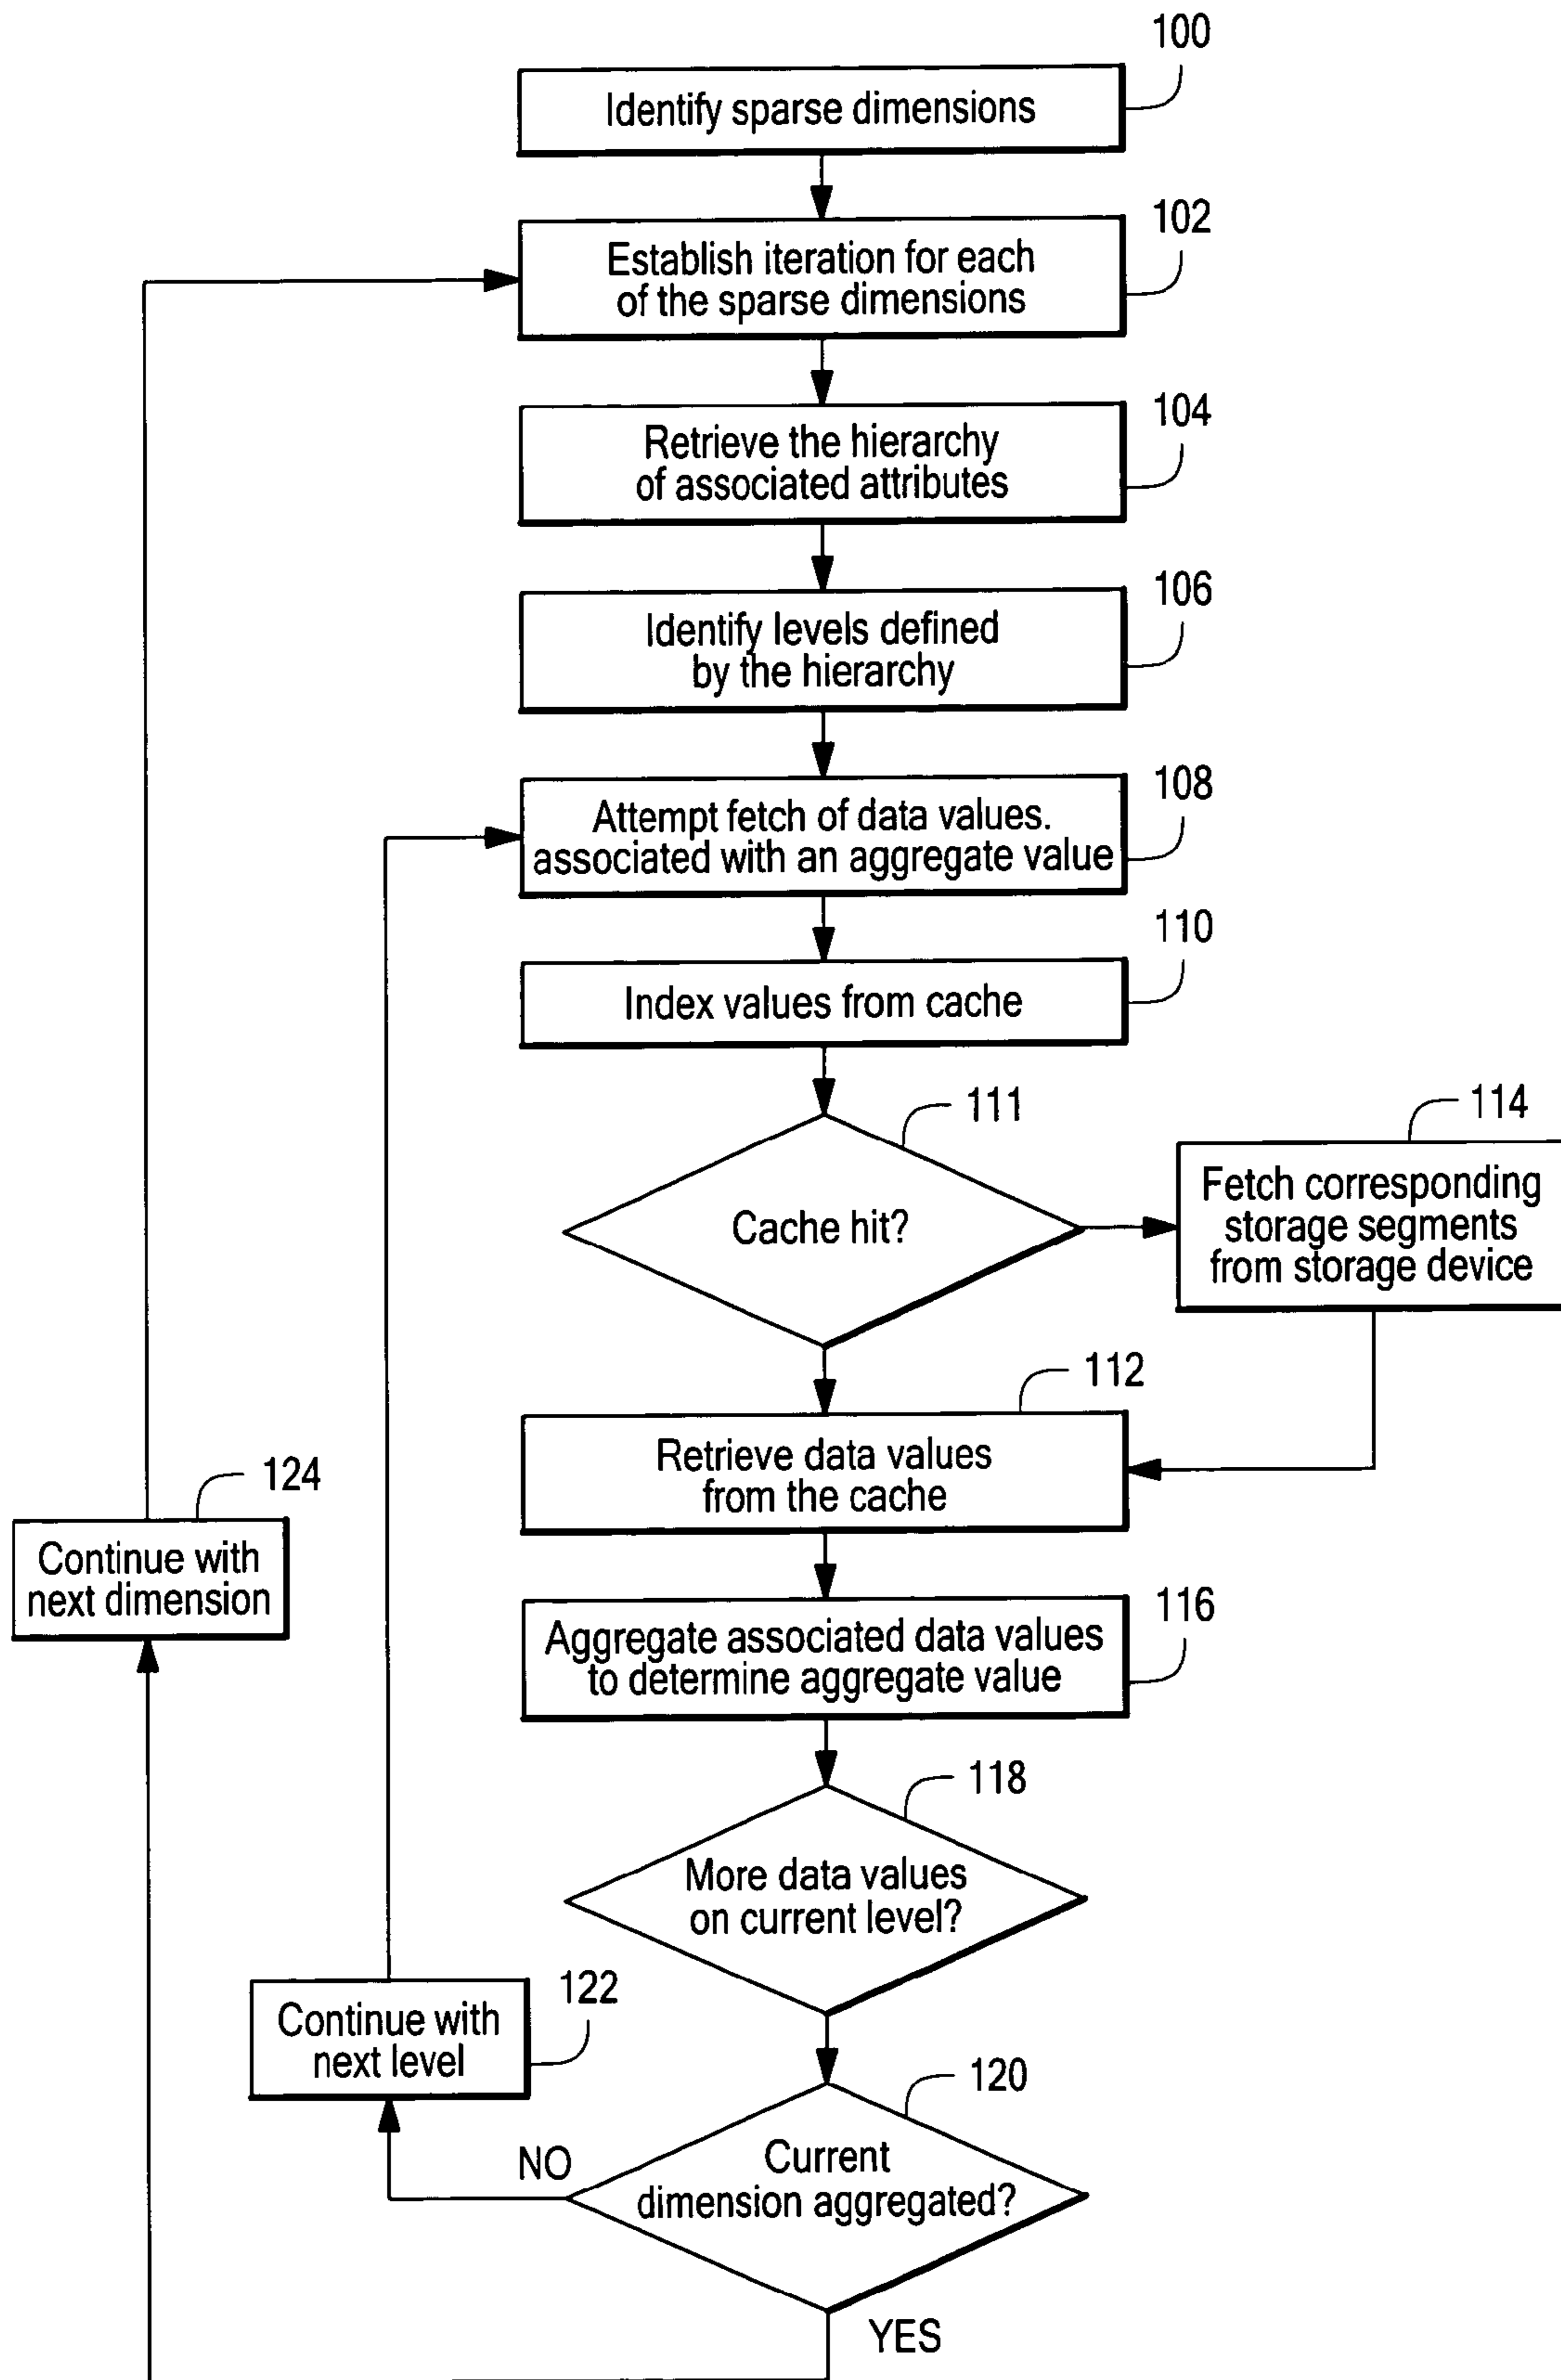 100
Identify sparse dimensions
102
Establish iteration for each
of the sparse dimensions
104
Retrieve the hierarchy
of associated attributes
106
Identify levels defined
by the hierarchy
108
Attempt fetch of data values.
associated with an aggregate value
110
Index values from cache
111
Cache hit?
114
Fetch corresponding
storage segments
from storage device
112
Retrieve data values
from the cache
124
Continue with
next dimension
116
Aggregate associated data values
to determine aggregate value
118
More data values
on current level?
122
Continue with
next level
120
Current
dimension aggregated?
NO
YES